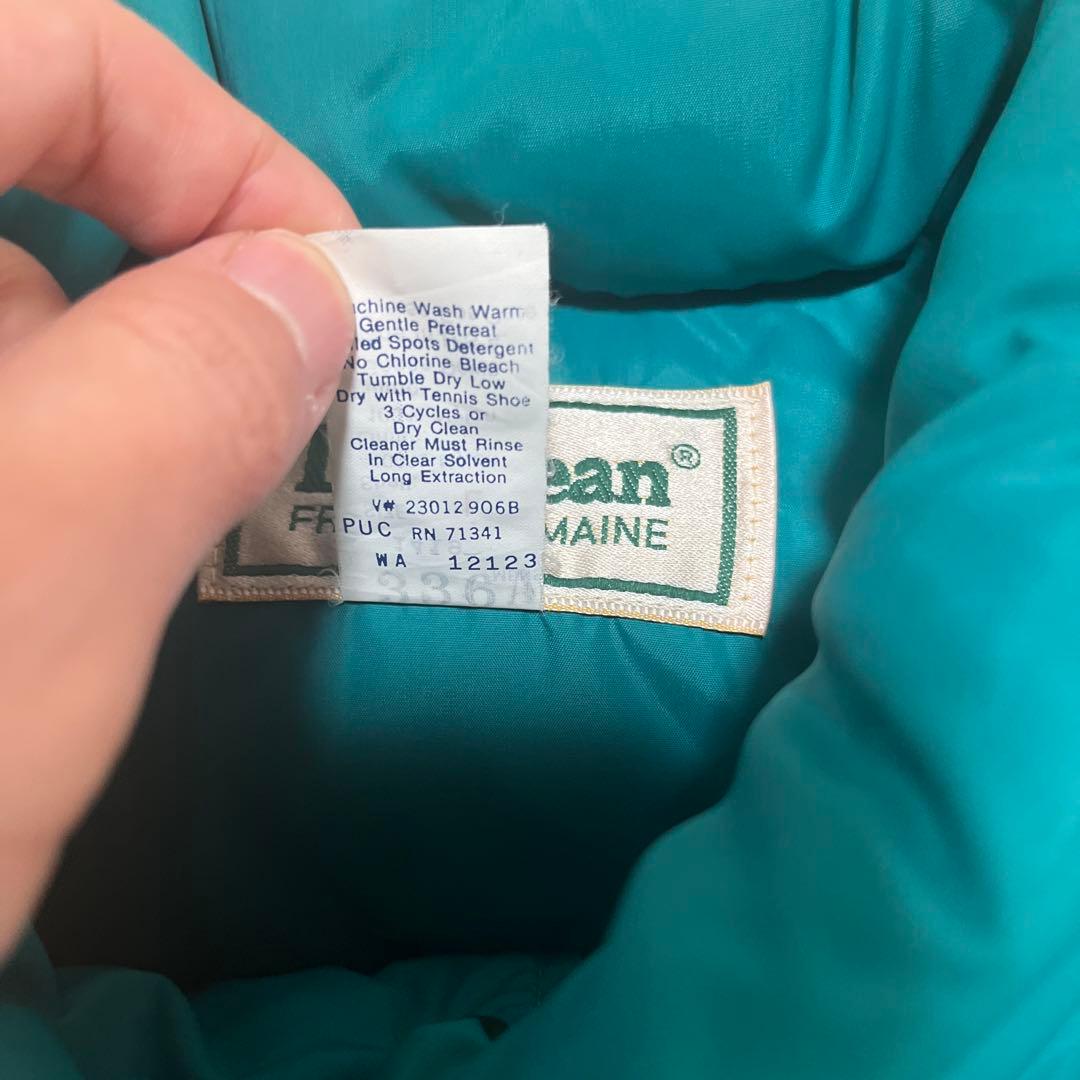 chine Wash Warm
Gentle Pretreat
led Spots Detergent
No Chlorine Bleach
Tumble Dry Low
Dry with Tennis Shoe
3 Cycles or
Dry Clean
Cleaner Must Rinse
In Clear Solvent
Long Extraction
V# 23012906B
PUC RN 71341
WA 12123
ean®
FR MAINE